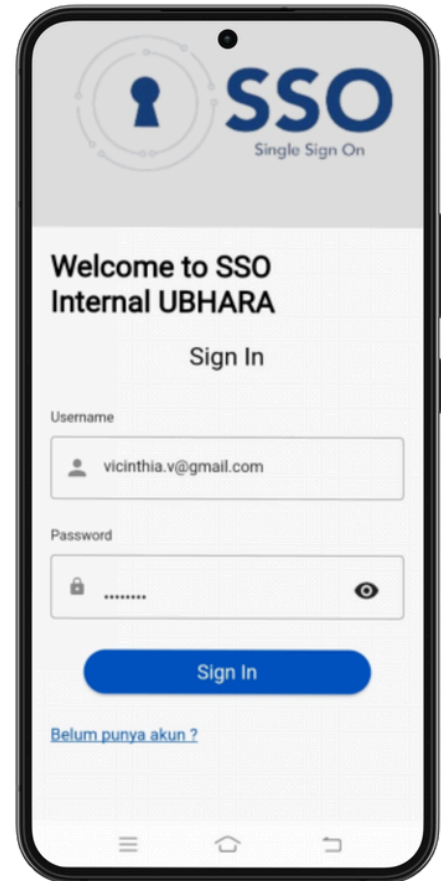 SSO
Single Sign On
Welcome to SSO
Internal UBHARA
Sign In
Username
vicinthia.v@gmail.com
Password
........
Sign In
Belum punya akun ?